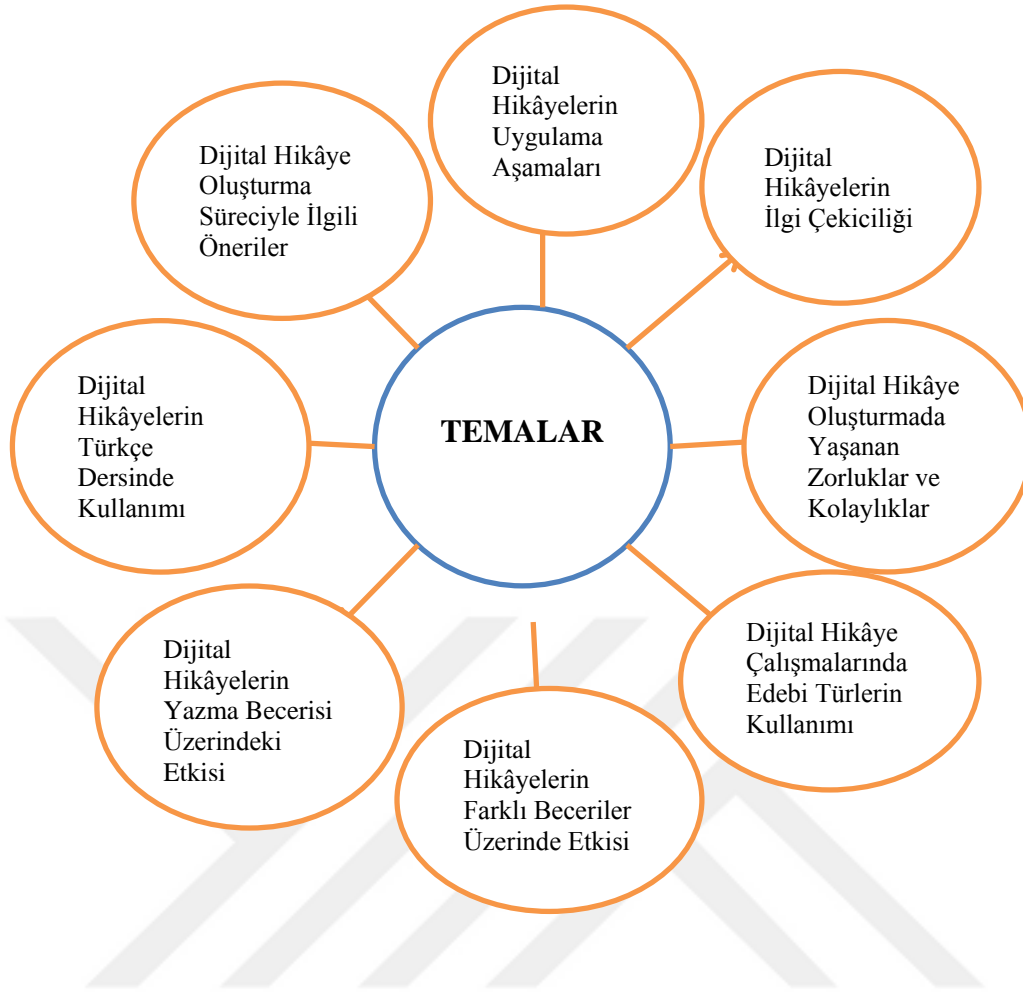 Dijital
Hikâyelerin
Uygulama
Aşamaları
Dijital
Hikâyelerin
İlgi Çekiciliği
Dijital Hikâye
Oluşturmada
Yaşanan
Zorluklar ve
Kolaylıklar
Dijital Hikâye
Çalışmalarında
Edebi Türlerin
Kullanımı
Dijital
Hikâyelerin
Farklı Beceriler
Üzerinde Etkisi
Dijital
Hikâyelerin
Yazma Becerisi
Üzerindeki
Etkisi
Dijital
Hikâyelerin
Türkçe
Dersinde
Kullanımı
Dijital Hikâye
Oluşturma
Süreciyle İlgili
Öneriler
TEMALAR